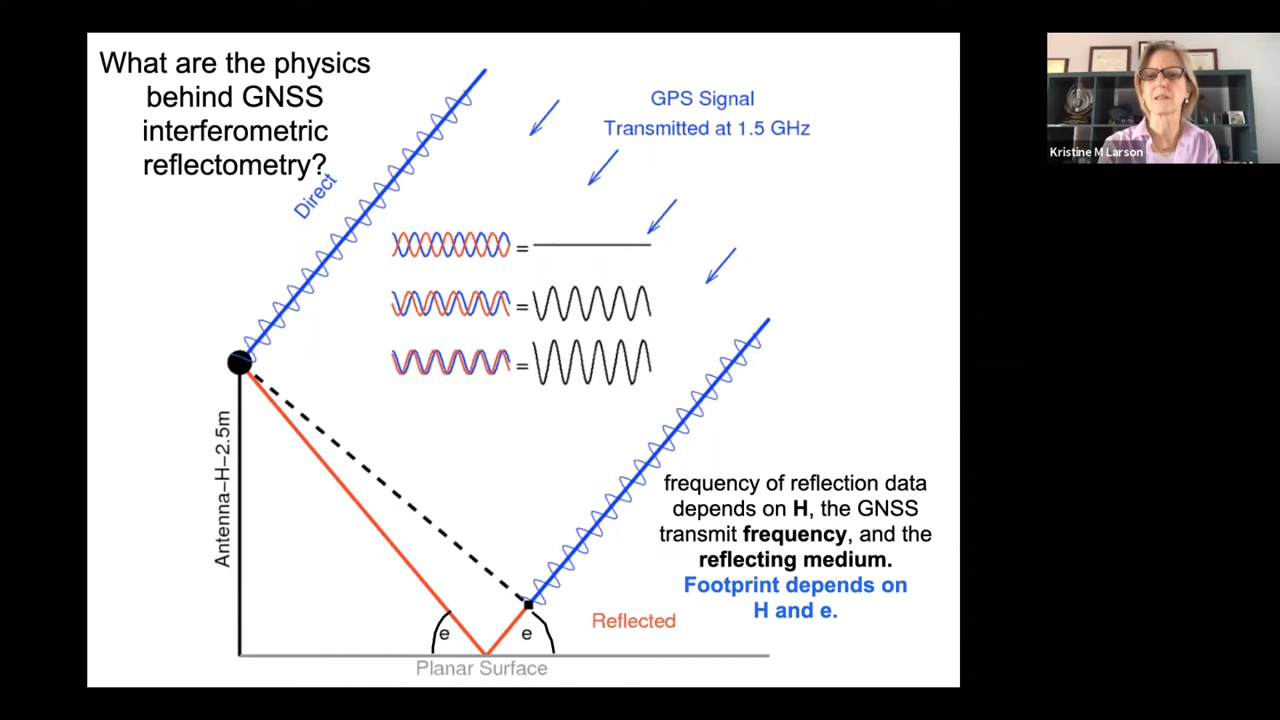 What are the physics
behind GNSS
interferometric
reflectometry?
Direct
GPS Signal
Transmitted at 1.5 GHz
=
=
=
Antenna-H-2.5m
frequency of reflection data
depends on H, the GNSS
transmit frequency, and the
reflecting medium.
Footprint depends on
H and e.
Reflected
e
e
Planar Surface
Kristine M Larson